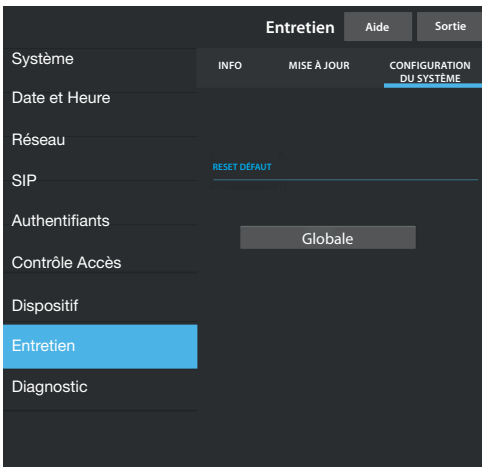 Entretien Aide Sortie
Système
Date et Heure
Réseau
SIP
Authentifiants
Contrôle Accès
Dispositif
Entretien
Diagnostic
INFO MISE À JOUR CONFIGURATION
DU SYSTÈME
RESET DÉFAUT
Globale